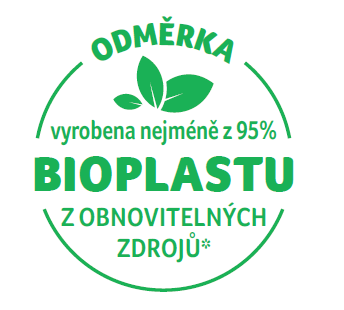 ODMĚRKA
vyrobena nejméně z 95%
BIOPLASTU
Z OBNOVITELNÝCH
ZDROJŮ*